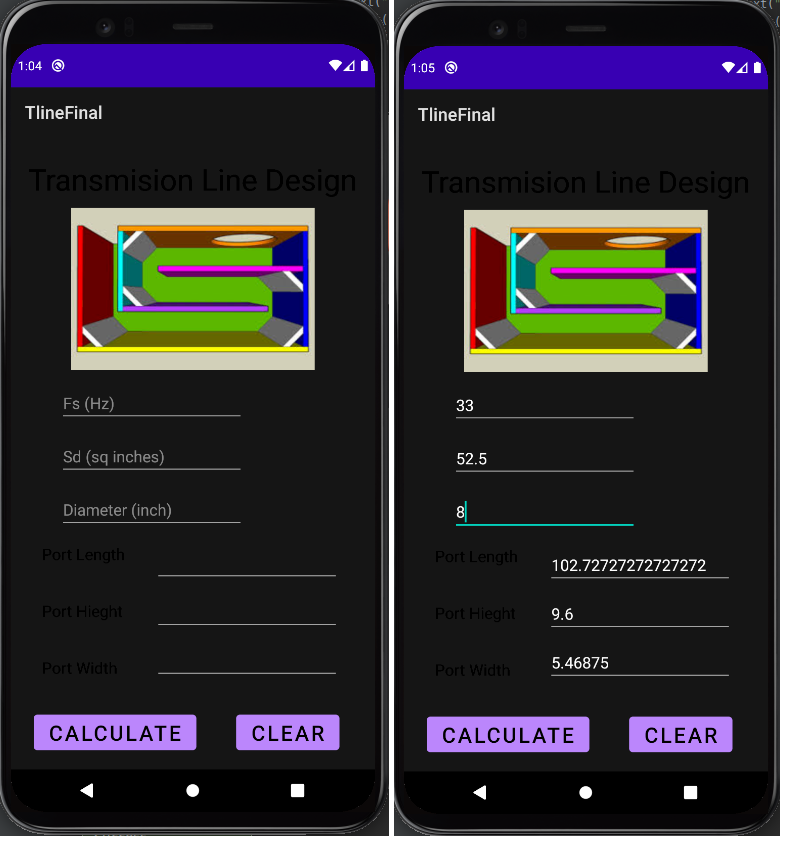 1:04
TlineFinal
Transmision Line Design
Fs (Hz)
Sd (sq inches)
Diameter (inch)
Port Length
Port Hieght
Port Width
CALCULATE CLEAR
1:05
TlineFinal
Transmision Line Design
33
52.5
8
Port Length 102.72727272727272
Port Hieght 9.6
Port Width 5.46875
CALCULATE CLEAR